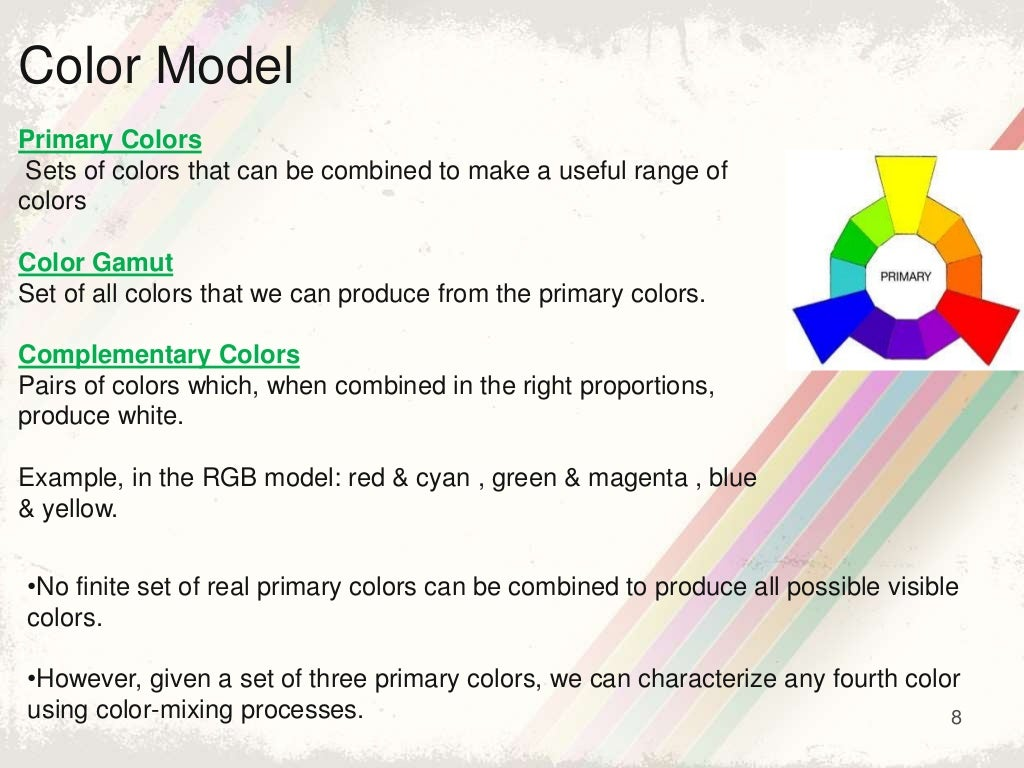 Color Model
Primary Colors
Sets of colors that can be combined to make a useful range of
colors
Color Gamut
Set of all colors that we can produce from the primary colors.
Complementary Colors
Pairs of colors which, when combined in the right proportions,
produce white.
Example, in the RGB model: red & cyan , green & magenta , blue
& yellow.
PRIMARY
•No finite set of real primary colors can be combined to produce all possible visible
colors.
•However, given a set of three primary colors, we can characterize any fourth color
using color-mixing processes.
8